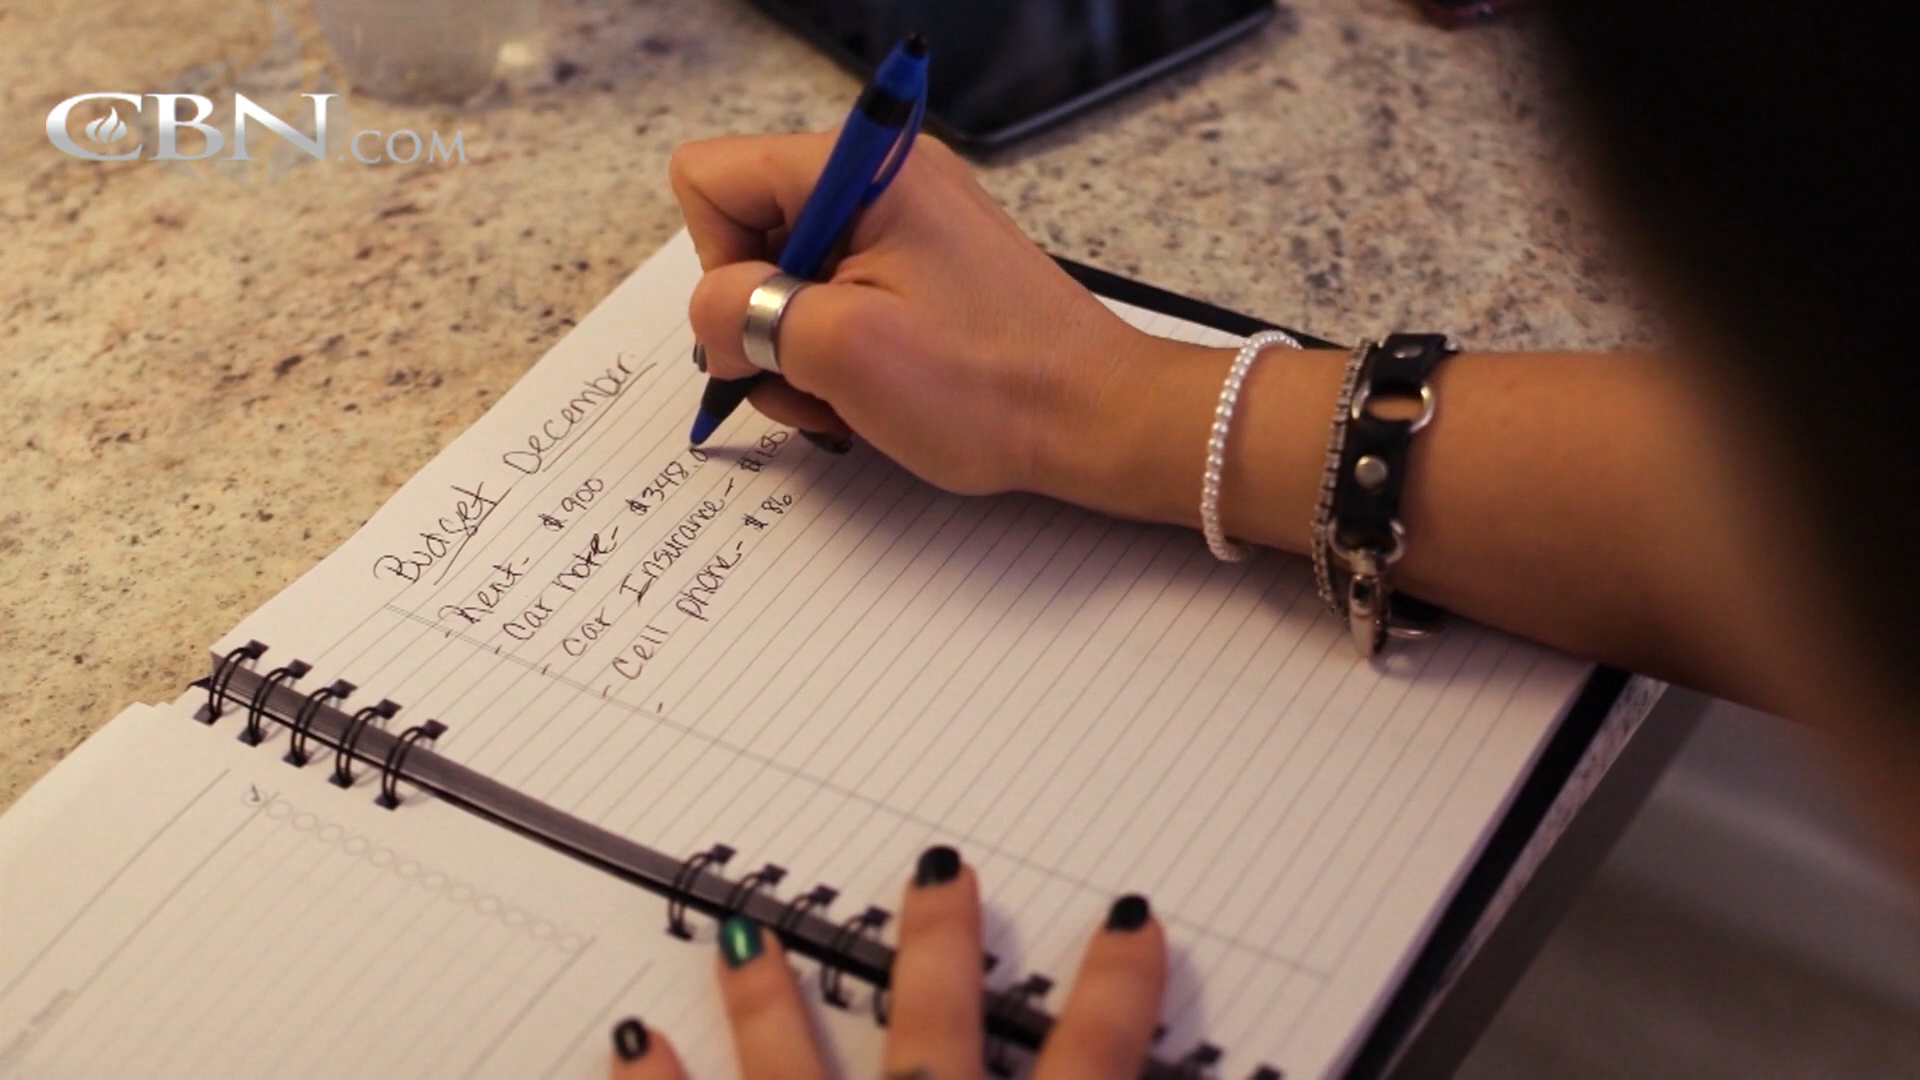 CBN.COM
Budget December
- Rent - $900
- Car note - $348.0
- Car Insurance - $150
- Cell phone - $86
-